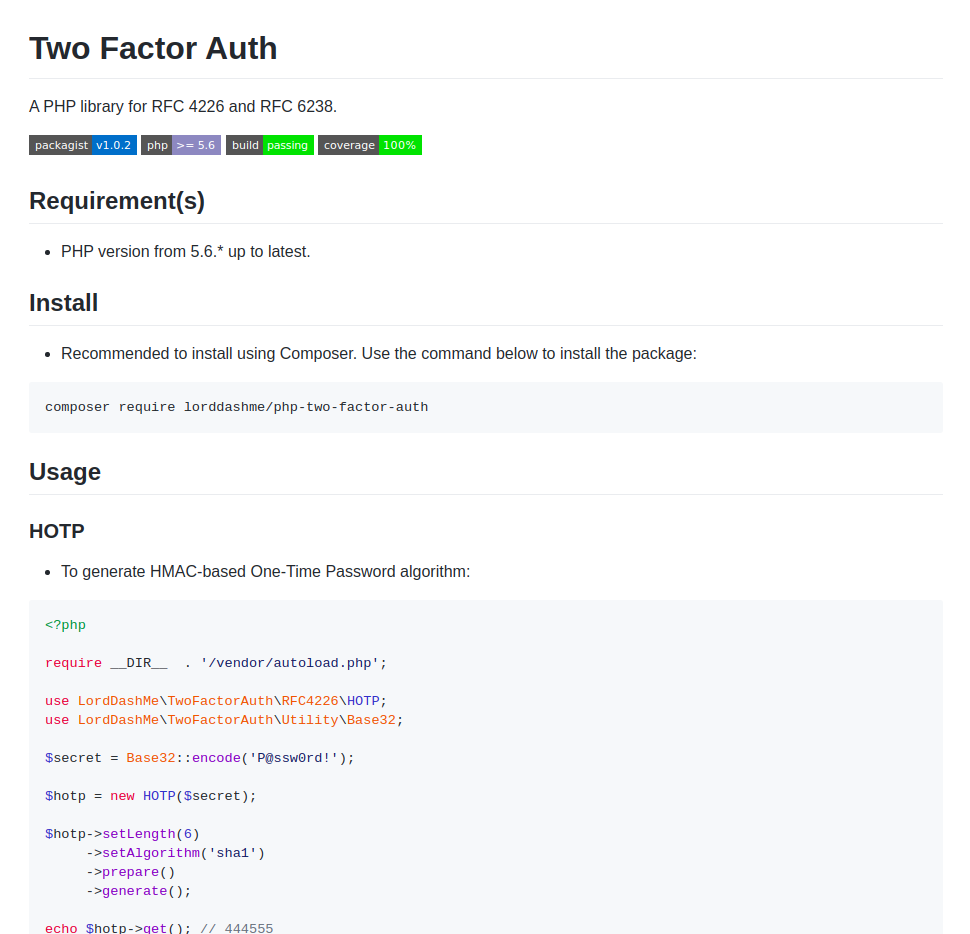 Two Factor Auth
A PHP library for RFC 4226 and RFC 6238.
packagist v1.0.2 php >= 5.6 build passing coverage 100%
Requirement(s)
• PHP version from 5.6.* up to latest.
Install
• Recommended to install using Composer. Use the command below to install the package:
composer require lorddashme/php-two-factor-auth
Usage
HOTP
• To generate HMAC-based One-Time Password algorithm:
<?php
require __DIR__  . '/vendor/autoload.php';
use LordDashMe\TwoFactorAuth\RFC4226\HOTP;
use LordDashMe\TwoFactorAuth\Utility\Base32;
$secret = Base32::encode('P@ssw0rd!');
$hotp = new HOTP($secret);
$hotp->setLength(6)
     ->setAlgorithm('sha1')
     ->prepare()
     ->generate();
echo $hotp->get(); // 444555